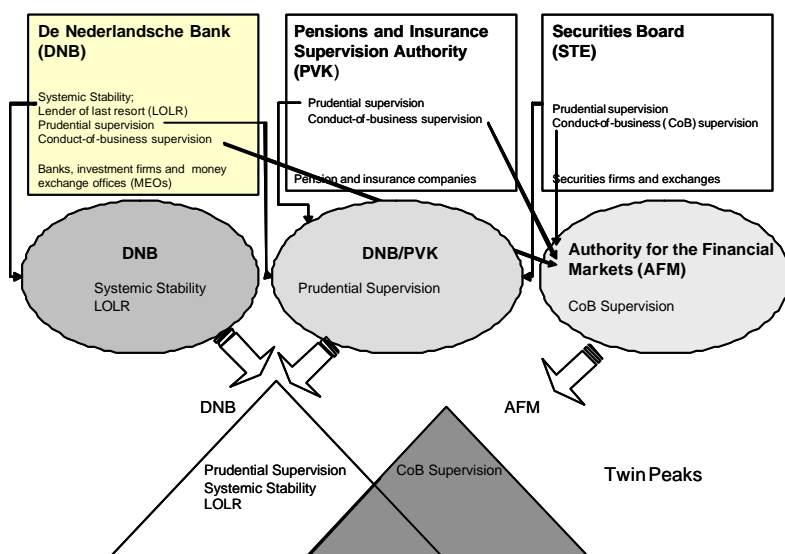 De Nederlandsche Bank
(DNB)
Systemic Stability;
Lender of last resort (LOLR)
Prudential supervision
Conduct-of-business supervision
Banks, investment firms and money
exchange offices (MEOs)
Pensions and Insurance
Supervision Authority
(PVK)
Prudential supervision
Conduct-of-business supervision
Pension and insurance companies
Securities Board
(STE)
Prudential supervision
Conduct-of-business (CoB) supervision
Securities firms and exchanges
DNB
Systemic Stability
LOLR
DNB/PVK
Prudential Supervision
Authority for the Financial
Markets (AFM)
CoB Supervision
DNB
AFM
Prudential Supervision
Systemic Stability
LOLR
CoB Supervision
Twin Peaks